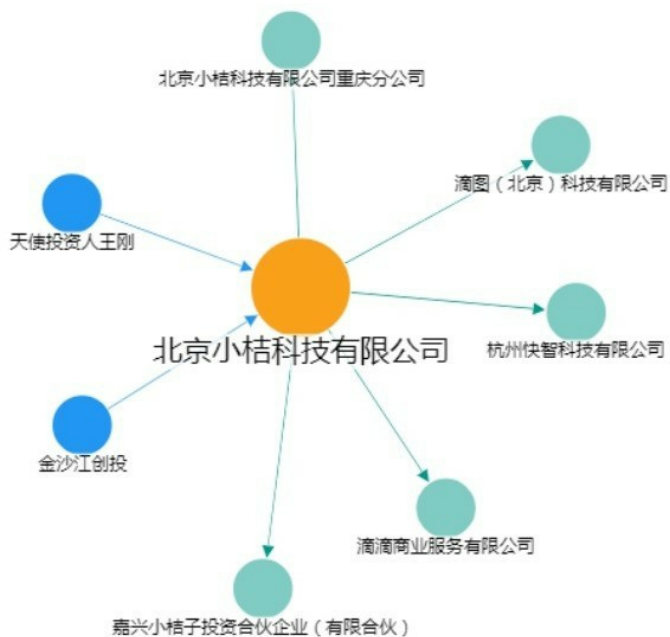 北京小桔科技有限公司重庆分公司
滴图（北京）科技有限公司
天使投资人王刚
北京小桔科技有限公司
杭州快智科技有限公司
金沙江创投
滴滴商业服务有限公司
嘉兴小桔子投资合伙企业（有限合伙）